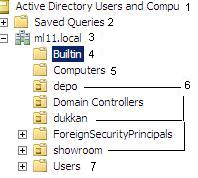 Active Directory Users and Compu 1
Saved Queries 2
ml11.local 3
Builtin 4
Computers 5
depo 6
Domain Controllers
dukkan
ForeignSecurityPrincipals
showroom
Users 7